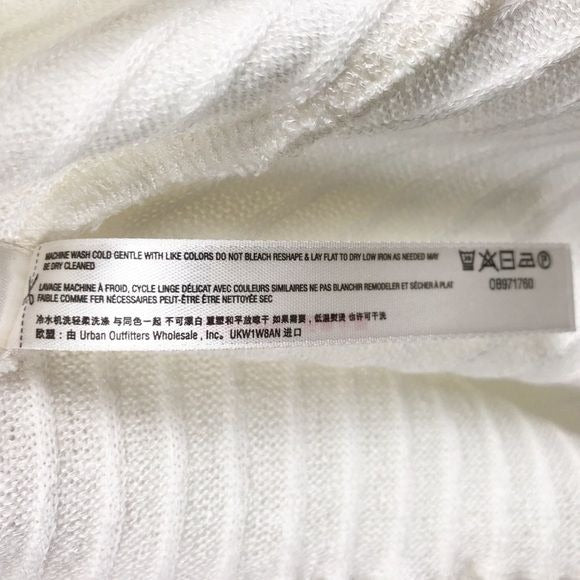 MACHINE WASH COLD GENTLE WITH LIKE COLORS DO NOT BLEACH RESHAPE & LAY FLAT TO DRY LOW IRON AS NEEDED MAY
BE DRY CLEANED
LAVAGE MACHINE À FROID, CYCLE LINGE DÉLICAT AVEC COULEURS SIMILAIRES NE PAS BLANCHIR REMODELER ET SÉCHER À PLAT
FAIBLE COMME FER NÉCESSAIRES PEUT-ÊTRE ÊTRE NETTOYÉE SEC
冷水机洗轻柔洗涤 与同色一起 不可漂白 重塑和平放晾干 如果需要，低温熨烫 也许可干洗
欧盟：由 Urban Outfitters Wholesale , Inc。 UKW1W8AN 进口
P
OB971760